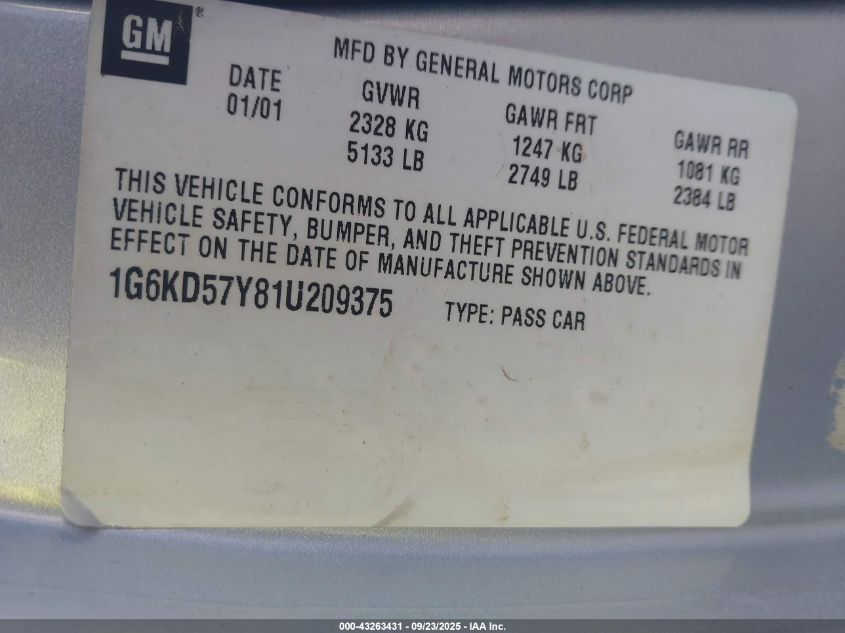 GM ®
MFD BY GENERAL MOTORS CORP
DATE GVWR GAWR FRT GAWR RR
01/01 2328 KG 1247 KG 1081 KG
5133 LB 2749 LB 2384 LB
THIS VEHICLE CONFORMS TO ALL APPLICABLE U.S. FEDERAL MOTOR
VEHICLE SAFETY, BUMPER, AND THEFT PREVENTION STANDARDS IN
EFFECT ON THE DATE OF MANUFACTURE SHOWN ABOVE.
1G6KD57Y81U209375 TYPE: PASS CAR
000-43263431 - 09/23/2025 - IAA Inc.